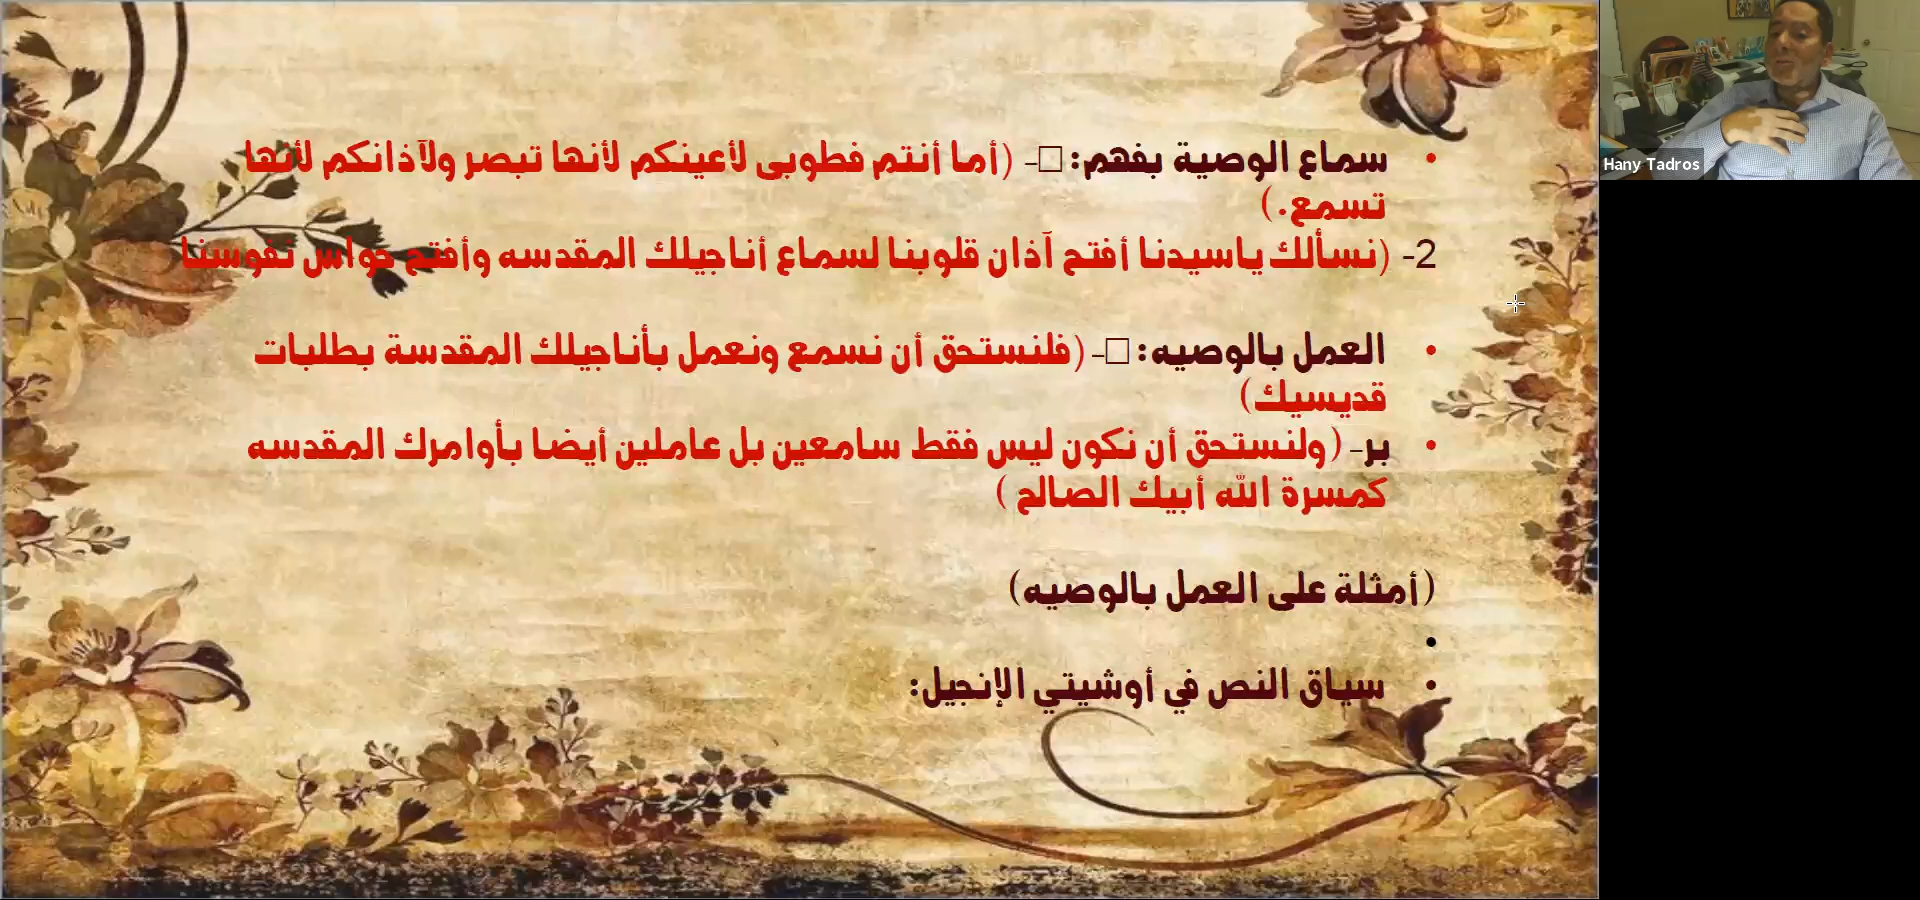 • سماع الوصية بفهم: □- (أما أنتم فطوبى لأعينكم لأنها تبصر ولآذانكم لأنها
تسمع.)
2- (نسألك ياسيدنا أفتح آذان قلوبنا لسماع أناجيلك المقدسه وأفتح حواس نفوسنا
• العمل بالوصيه: □- (فلنستحق أن نسمع ونعمل بأناجيلك المقدسة بطلبات
قديسيك)
• بر- (ولنستحق أن نكون ليس فقط سامعين بل عاملين أيضا بأوامرك المقدسه
كمسرة الله أبيك الصالح )
(أمثلة على العمل بالوصيه)
•
• سياق النص في أوشيتي الإنجيل:
Hany Tadros